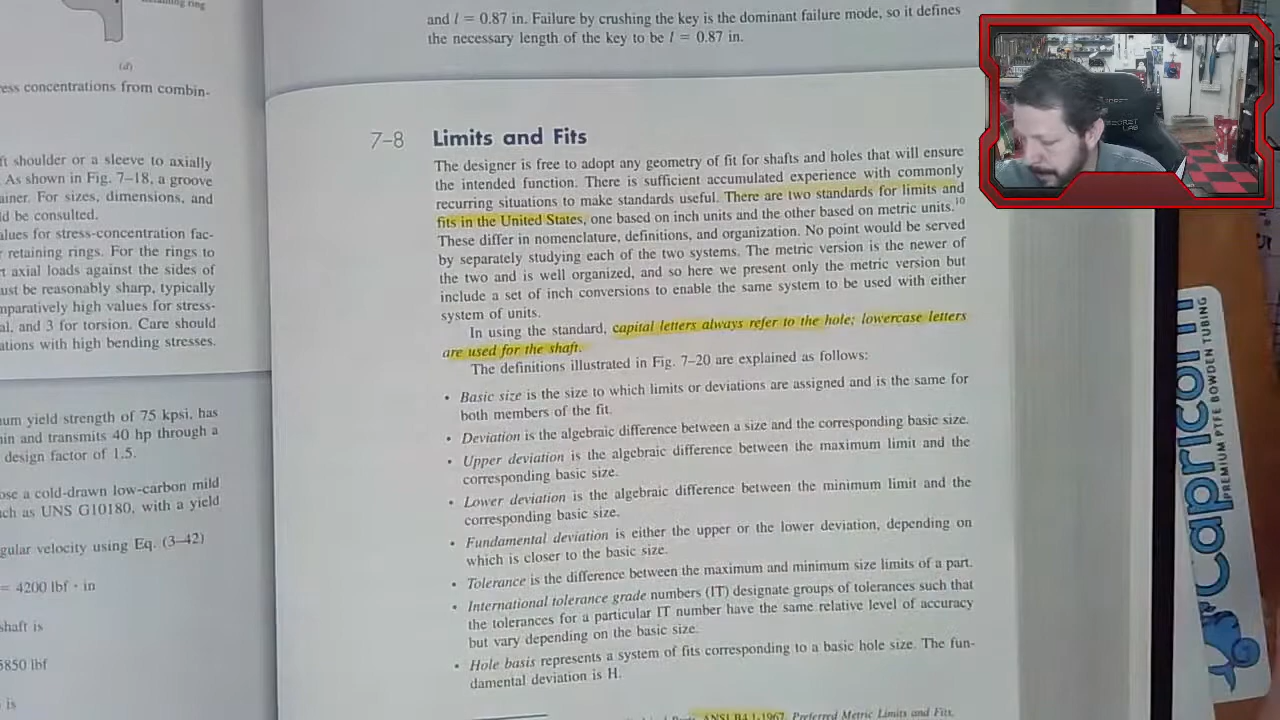 (d)
ess concentrations from combin-
ft shoulder or a sleeve to axially
As shown in Fig. 7–18, a groove
ainer. For sizes, dimensions, and
ld be consulted.
alues for stress-concentration fac-
retaining rings. For the rings to
rt axial loads against the sides of
ust be reasonably sharp, typically
mparatively high values for stress-
al, and 3 for torsion. Care should
ations with high bending stresses.
num yield strength of 75 kpsi, has
nin and transmits 40 hp through a
design factor of 1.5.
ose a cold-drawn low-carbon mild
uch as UNS G10180, with a yield
gular velocity using Eq. (3–42)
= 4200 lbf · in
shaft is
5850 lbf
is
and l = 0.87 in. Failure by crushing the key is the dominant failure mode, so it defines
the necessary length of the key to be l = 0.87 in.
7–8 Limits and Fits
The designer is free to adopt any geometry of fit for shafts and holes that will ensure
the intended function. There is sufficient accumulated experience with commonly
recurring situations to make standards useful. There are two standards for limits and
fits in the United States, one based on inch units and the other based on metric units.10
These differ in nomenclature, definitions, and organization. No point would be served
by separately studying each of the two systems. The metric version is the newer of
the two and is well organized, and so here we present only the metric version but
include a set of inch conversions to enable the same system to be used with either
system of units.
In using the standard, capital letters always refer to the hole; lowercase letters
are used for the shaft.
The definitions illustrated in Fig. 7–20 are explained as follows:
• Basic size is the size to which limits or deviations are assigned and is the same for
both members of the fit.
• Deviation is the algebraic difference between a size and the corresponding basic size.
• Upper deviation is the algebraic difference between the maximum limit and the
corresponding basic size.
• Lower deviation is the algebraic difference between the minimum limit and the
corresponding basic size.
• Fundamental deviation is either the upper or the lower deviation, depending on
which is closer to the basic size.
• Tolerance is the difference between the maximum and minimum size limits of a part.
• International tolerance grade numbers (IT) designate groups of tolerances such that
the tolerances for a particular IT number have the same relative level of accuracy
but vary depending on the basic size.
• Hole basis represents a system of fits corresponding to a basic hole size. The fun-
damental deviation is H.
ANSI B4.1-1967. Preferred Metric Limits and Fits,
Capricorn
PREMIUM PTFE BOWDEN TUBING